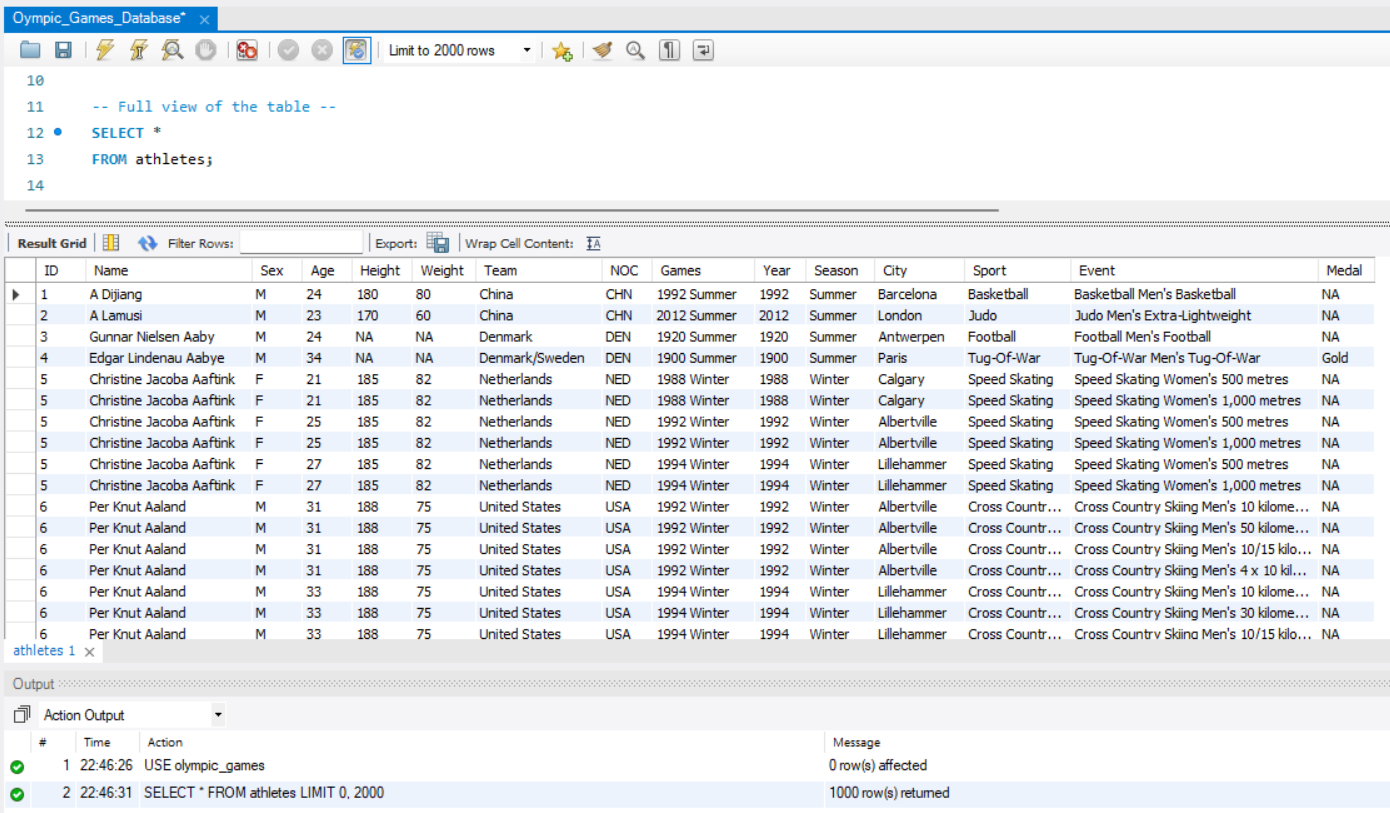 Oympic_Games_Database* ×
Limit to 2000 rows
10
11 -- Full view of the table --
12 SELECT *
13 FROM athletes;
14
Result Grid Filter Rows: Export: Wrap Cell Content: IA
ID Name Sex Age Height Weight Team NOC Games Year Season City Sport Event Medal
1 A Dijiang M 24 180 80 China CHN 1992 Summer 1992 Summer Barcelona Basketball Basketball Men's Basketball NA
2 A Lamusi M 23 170 60 China CHN 2012 Summer 2012 Summer London Judo Judo Men's Extra-Lightweight NA
3 Gunnar Nielsen Aaby M 24 NA NA Denmark DEN 1920 Summer 1920 Summer Antwerpen Football Football Men's Football NA
4 Edgar Lindenau Aabye M 34 NA NA Denmark/Sweden DEN 1900 Summer 1900 Summer Paris Tug-Of-War Tug-Of-War Men's Tug-Of-War Gold
5 Christine Jacoba Aaftink F 21 185 82 Netherlands NED 1988 Winter 1988 Winter Calgary Speed Skating Speed Skating Women's 500 metres NA
5 Christine Jacoba Aaftink F 21 185 82 Netherlands NED 1988 Winter 1988 Winter Calgary Speed Skating Speed Skating Women's 1,000 metres NA
5 Christine Jacoba Aaftink F 25 185 82 Netherlands NED 1992 Winter 1992 Winter Albertville Speed Skating Speed Skating Women's 500 metres NA
5 Christine Jacoba Aaftink F 25 185 82 Netherlands NED 1992 Winter 1992 Winter Albertville Speed Skating Speed Skating Women's 1,000 metres NA
5 Christine Jacoba Aaftink F 27 185 82 Netherlands NED 1994 Winter 1994 Winter Lillehammer Speed Skating Speed Skating Women's 500 metres NA
5 Christine Jacoba Aaftink F 27 185 82 Netherlands NED 1994 Winter 1994 Winter Lillehammer Speed Skating Speed Skating Women's 1,000 metres NA
6 Per Knut Aaland M 31 188 75 United States USA 1992 Winter 1992 Winter Albertville Cross Countr... Cross Country Skiing Men's 10 kilome... NA
6 Per Knut Aaland M 31 188 75 United States USA 1992 Winter 1992 Winter Albertville Cross Countr... Cross Country Skiing Men's 50 kilome... NA
6 Per Knut Aaland M 31 188 75 United States USA 1992 Winter 1992 Winter Albertville Cross Countr... Cross Country Skiing Men's 10/15 kilo... NA
6 Per Knut Aaland M 31 188 75 United States USA 1992 Winter 1992 Winter Albertville Cross Countr... Cross Country Skiing Men's 4 x 10 kil... NA
6 Per Knut Aaland M 33 188 75 United States USA 1994 Winter 1994 Winter Lillehammer Cross Countr... Cross Country Skiing Men's 10 kilome... NA
6 Per Knut Aaland M 33 188 75 United States USA 1994 Winter 1994 Winter Lillehammer Cross Countr... Cross Country Skiing Men's 30 kilome... NA
6 Per Knut Aaland M 33 188 75 United States USA 1994 Winter 1994 Winter Lillehammer Cross Countr... Cross Country Skiing Men's 10/15 kilo... NA
athletes 1 ×
Output
Action Output
# Time Action Message
1 22:46:26 USE olympic_games 0 row(s) affected
2 22:46:31 SELECT * FROM athletes LIMIT 0, 2000 1000 row(s) returned